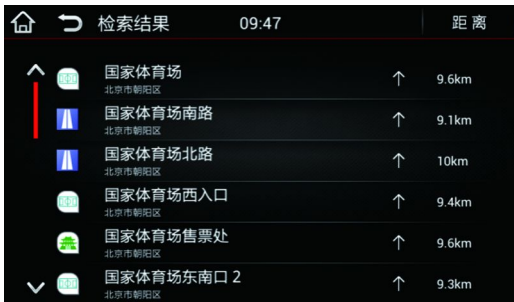 检索结果 09:47 距离
国家体育场 9.6km
北京市朝阳区
国家体育场南路 9.1km
北京市朝阳区
国家体育场北路 10km
北京市朝阳区
国家体育场西入口 9.4km
北京市朝阳区
国家体育场售票处 9.6km
北京市朝阳区
国家体育场东南口 2 9.3km
北京市朝阳区